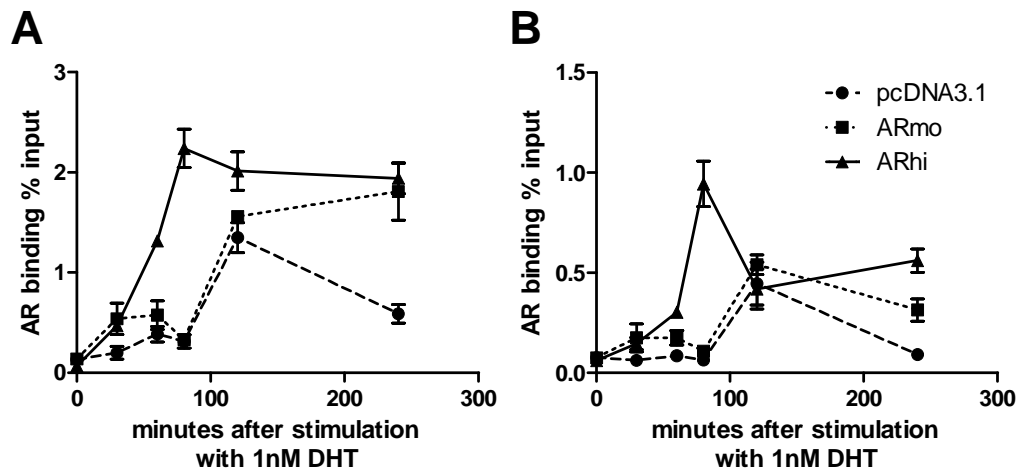 A
AR binding % input
3
2
1
0
0
100
200
300
minutes after stimulation
with 1nM DHT
B
AR binding % input
1.5
1.0
0.5
0.0
0
100
200
300
minutes after stimulation
with 1nM DHT
pcDNA3.1
ARmo
ARhi